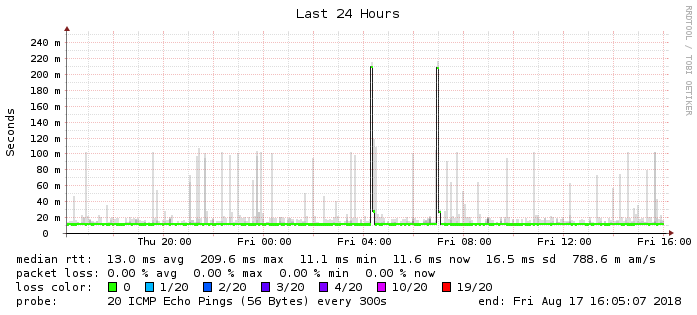 Last 24 Hours
RRDTOOL / TOBI OETIKER
Seconds
240 m
220 m
200 m
180 m
160 m
140 m
120 m
100 m
80 m
60 m
40 m
20 m
0
Thu 20:00 Fri 00:00 Fri 04:00 Fri 08:00 Fri 12:00 Fri 16:00
median rtt: 13.0 ms avg 209.6 ms max 11.1 ms min 11.6 ms now 16.5 ms sd 788.6 m am/s
packet loss: 0.00 % avg 0.00 % max 0.00 % min 0.00 % now
loss color: 0 1/20 2/20 3/20 4/20 10/20 19/20
probe: 20 ICMP Echo Pings (56 Bytes) every 300s end: Fri Aug 17 16:05:07 2018